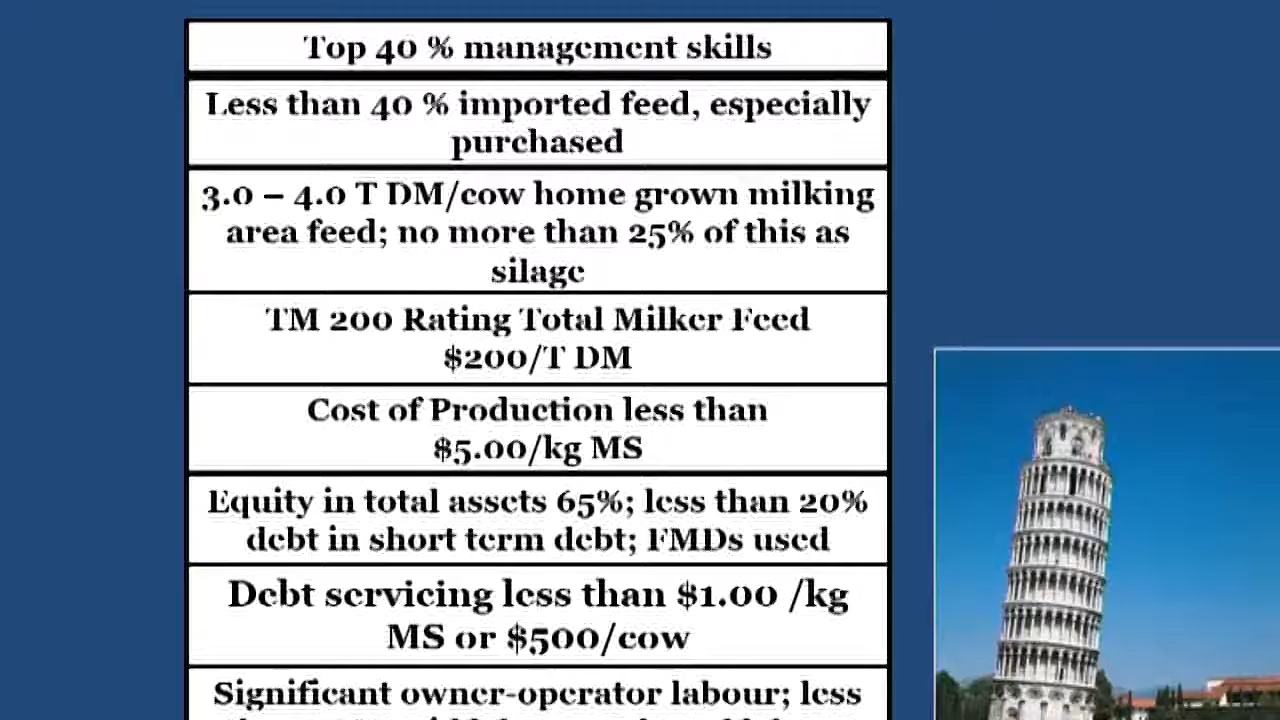 Top 40 % management skills
Less than 40 % imported feed, especially
purchased
3.0 – 4.0 T DM/cow home grown milking
area feed; no more than 25% of this as
silage
TM 200 Rating Total Milker Feed
$200/T DM
Cost of Production less than
$5.00/kg MS
Equity in total assets 65%; less than 20%
debt in short term debt; FMDs used
Debt servicing less than $1.00 /kg
MS or $500/cow
Significant owner-operator labour; less